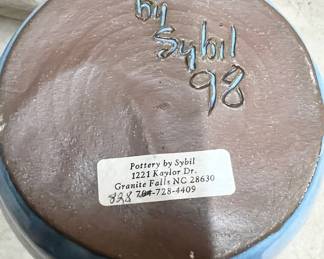 by
Sybil
98
Pottery by Sybil
1221 Kaylor Dr.
Granite Falls NC 28630
828 704-728-4409